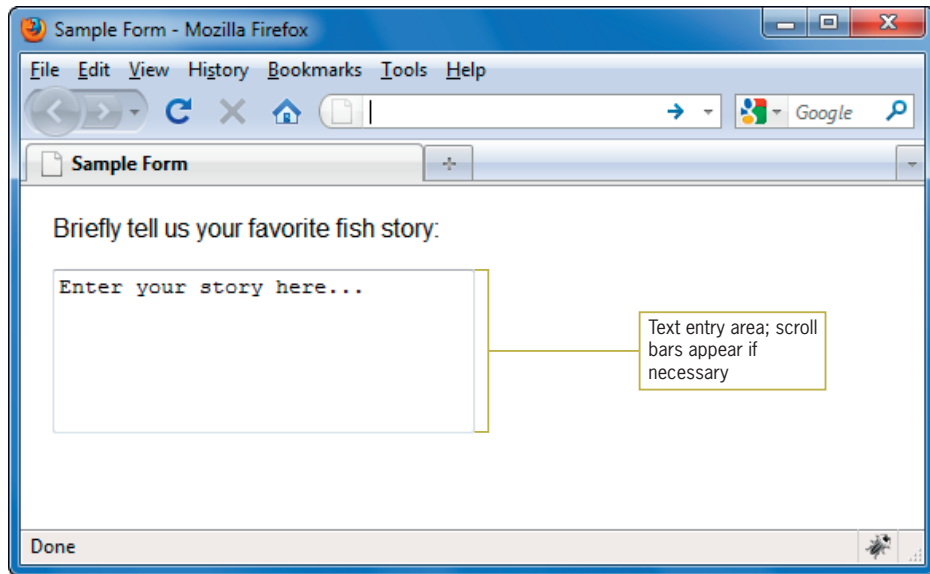 Sample Form - Mozilla Firefox
File Edit View History Bookmarks Tools Help
Google
Sample Form
Briefly tell us your favorite fish story:
Enter your story here...
Text entry area; scroll
bars appear if
necessary
Done